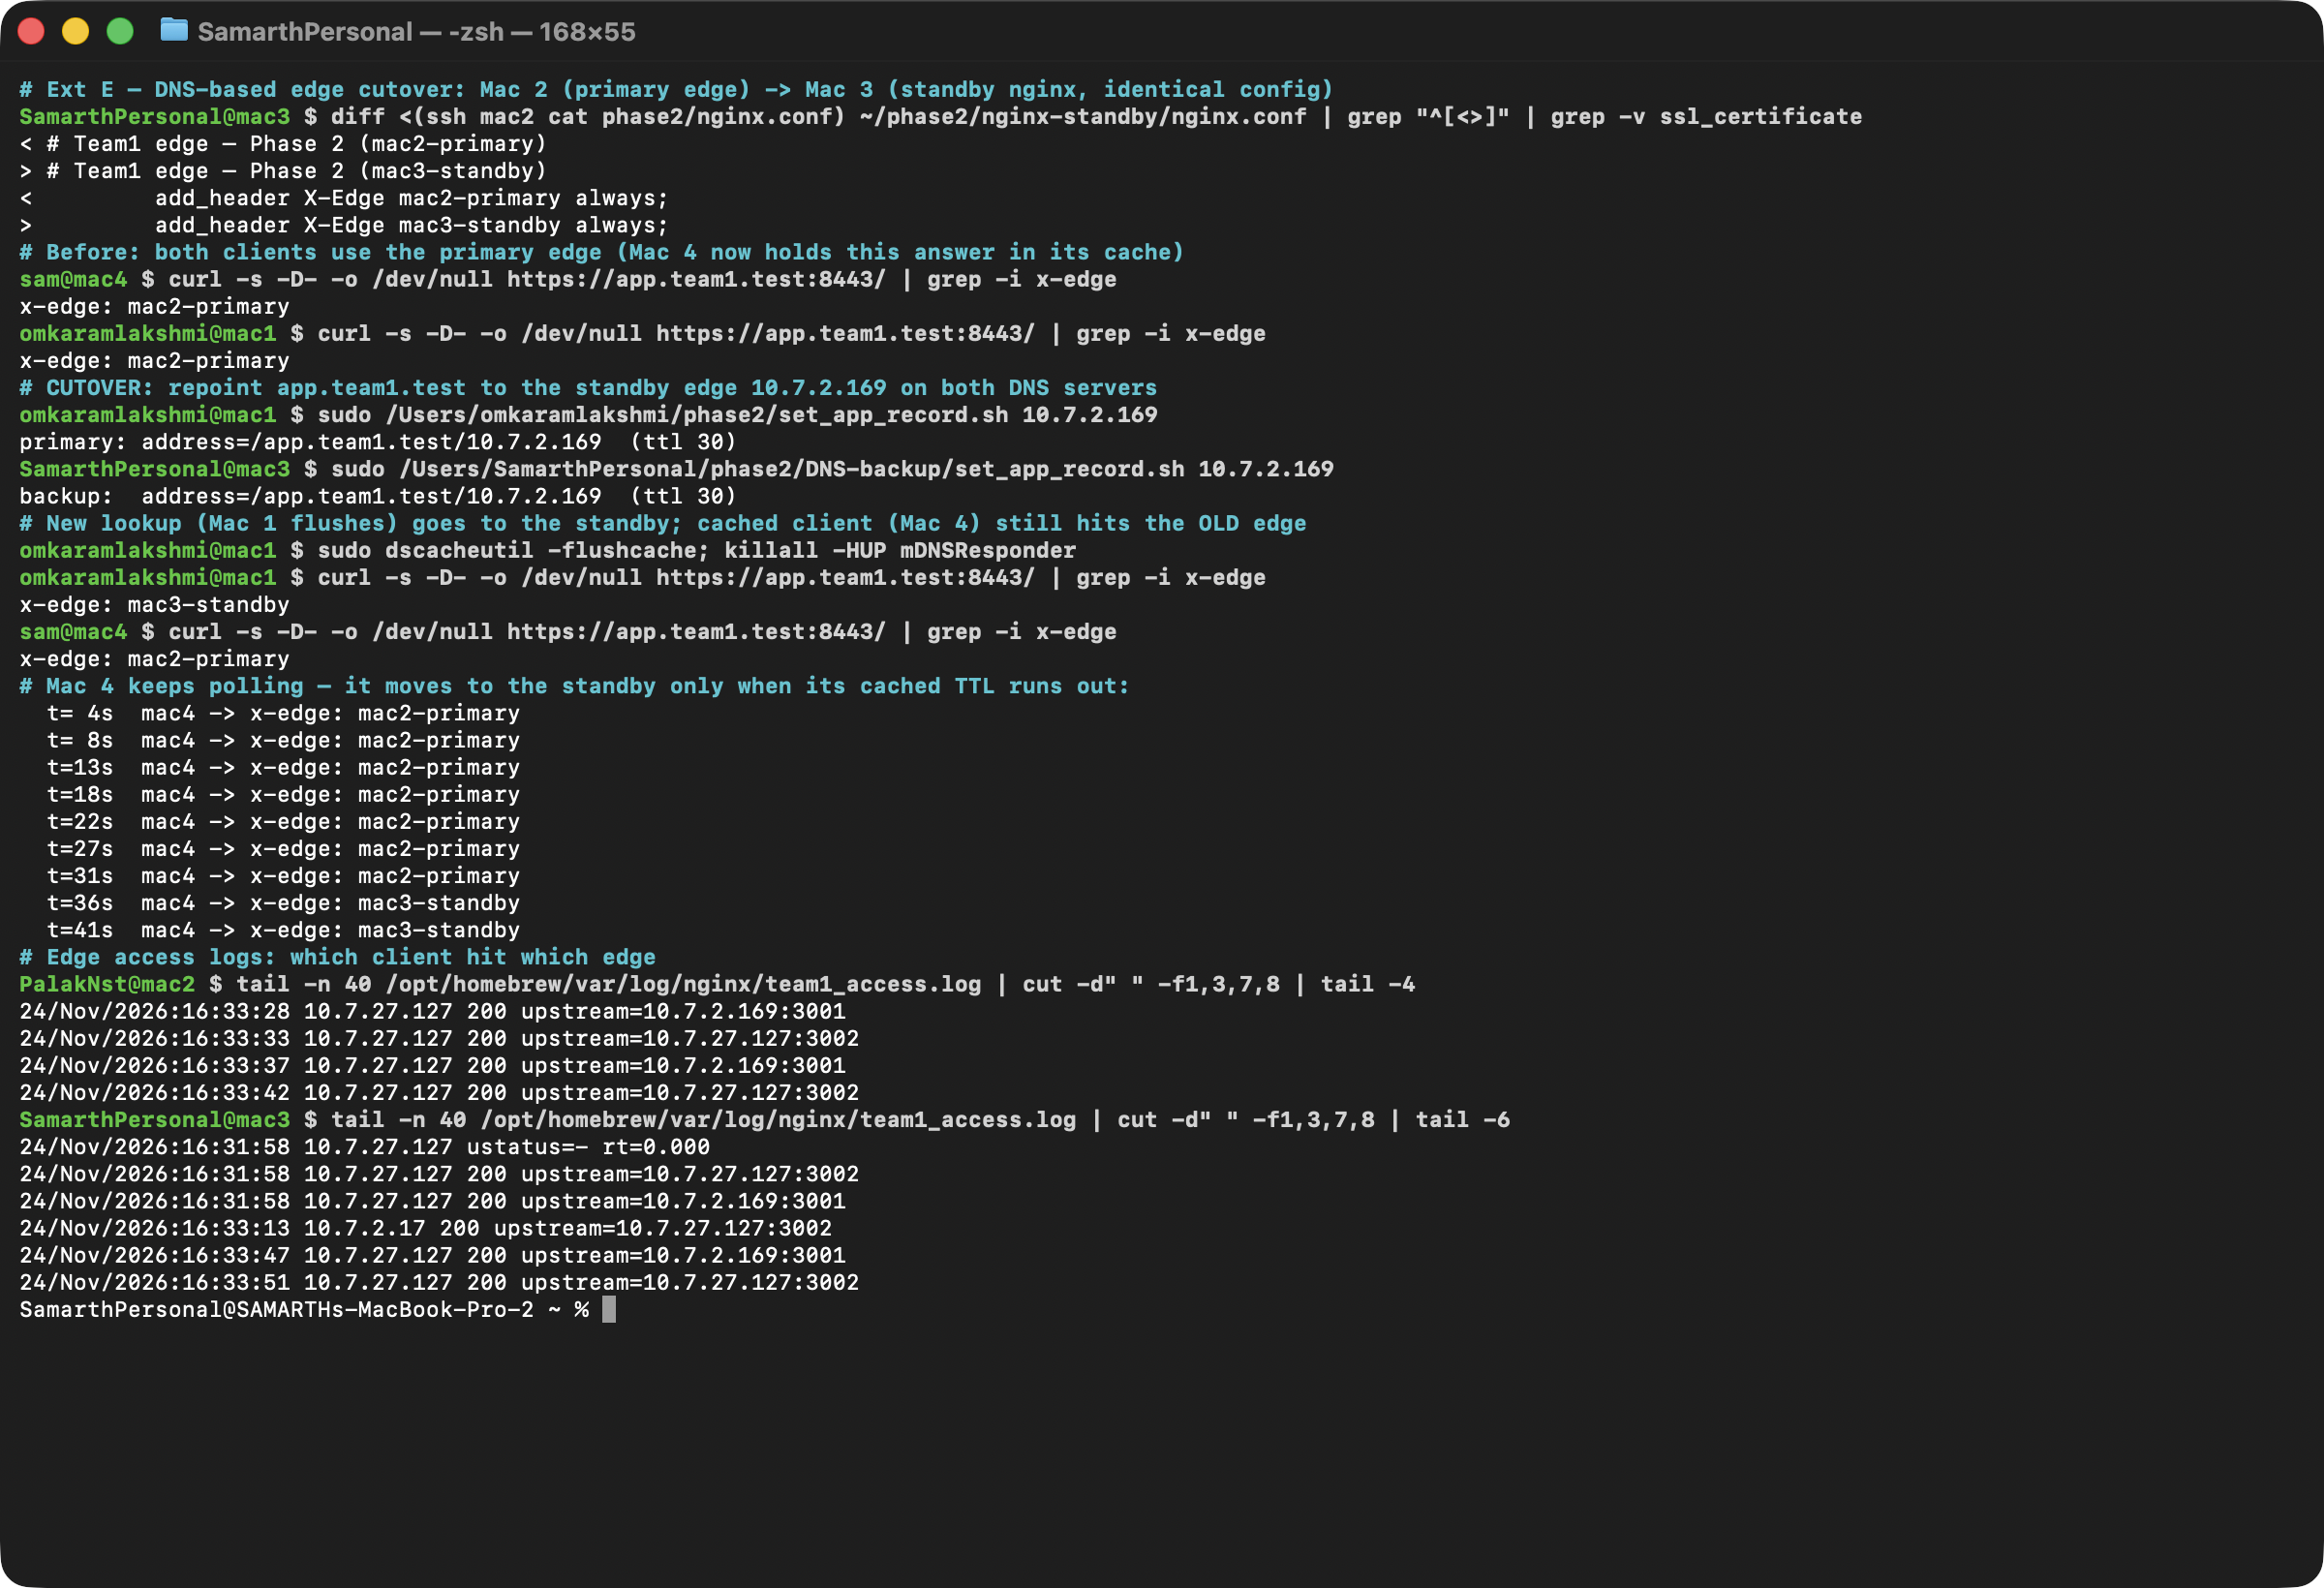 SamarthPersonal — -zsh — 168×55
# Ext E — DNS-based edge cutover: Mac 2 (primary edge) -> Mac 3 (standby nginx, identical config)
SamarthPersonal@mac3 $ diff <(ssh mac2 cat phase2/nginx.conf) ~/phase2/nginx-standby/nginx.conf | grep "^[<>]" | grep -v ssl_certificate
< # Team1 edge — Phase 2 (mac2-primary)
> # Team1 edge — Phase 2 (mac3-standby)
<         add_header X-Edge mac2-primary always;
>         add_header X-Edge mac3-standby always;
# Before: both clients use the primary edge (Mac 4 now holds this answer in its cache)
sam@mac4 $ curl -s -D- -o /dev/null https://app.team1.test:8443/ | grep -i x-edge
x-edge: mac2-primary
omkaramlakshmi@mac1 $ curl -s -D- -o /dev/null https://app.team1.test:8443/ | grep -i x-edge
x-edge: mac2-primary
# CUTOVER: repoint app.team1.test to the standby edge 10.7.2.169 on both DNS servers
omkaramlakshmi@mac1 $ sudo /Users/omkaramlakshmi/phase2/set_app_record.sh 10.7.2.169
primary: address=/app.team1.test/10.7.2.169  (ttl 30)
SamarthPersonal@mac3 $ sudo /Users/SamarthPersonal/phase2/DNS-backup/set_app_record.sh 10.7.2.169
backup:  address=/app.team1.test/10.7.2.169  (ttl 30)
# New lookup (Mac 1 flushes) goes to the standby; cached client (Mac 4) still hits the OLD edge
omkaramlakshmi@mac1 $ sudo dscacheutil -flushcache; killall -HUP mDNSResponder
omkaramlakshmi@mac1 $ curl -s -D- -o /dev/null https://app.team1.test:8443/ | grep -i x-edge
x-edge: mac3-standby
sam@mac4 $ curl -s -D- -o /dev/null https://app.team1.test:8443/ | grep -i x-edge
x-edge: mac2-primary
# Mac 4 keeps polling — it moves to the standby only when its cached TTL runs out:
  t= 4s  mac4 -> x-edge: mac2-primary
  t= 8s  mac4 -> x-edge: mac2-primary
  t=13s  mac4 -> x-edge: mac2-primary
  t=18s  mac4 -> x-edge: mac2-primary
  t=22s  mac4 -> x-edge: mac2-primary
  t=27s  mac4 -> x-edge: mac2-primary
  t=31s  mac4 -> x-edge: mac2-primary
  t=36s  mac4 -> x-edge: mac3-standby
  t=41s  mac4 -> x-edge: mac3-standby
# Edge access logs: which client hit which edge
PalakNst@mac2 $ tail -n 40 /opt/homebrew/var/log/nginx/team1_access.log | cut -d" " -f1,3,7,8 | tail -4
24/Nov/2026:16:33:28 10.7.27.127 200 upstream=10.7.2.169:3001
24/Nov/2026:16:33:33 10.7.27.127 200 upstream=10.7.27.127:3002
24/Nov/2026:16:33:37 10.7.27.127 200 upstream=10.7.2.169:3001
24/Nov/2026:16:33:42 10.7.27.127 200 upstream=10.7.27.127:3002
SamarthPersonal@mac3 $ tail -n 40 /opt/homebrew/var/log/nginx/team1_access.log | cut -d" " -f1,3,7,8 | tail -6
24/Nov/2026:16:31:58 10.7.27.127 ustatus=- rt=0.000
24/Nov/2026:16:31:58 10.7.27.127 200 upstream=10.7.27.127:3002
24/Nov/2026:16:31:58 10.7.27.127 200 upstream=10.7.2.169:3001
24/Nov/2026:16:33:13 10.7.2.17 200 upstream=10.7.27.127:3002
24/Nov/2026:16:33:47 10.7.27.127 200 upstream=10.7.2.169:3001
24/Nov/2026:16:33:51 10.7.27.127 200 upstream=10.7.27.127:3002
SamarthPersonal@SAMARTHs-MacBook-Pro-2 ~ %